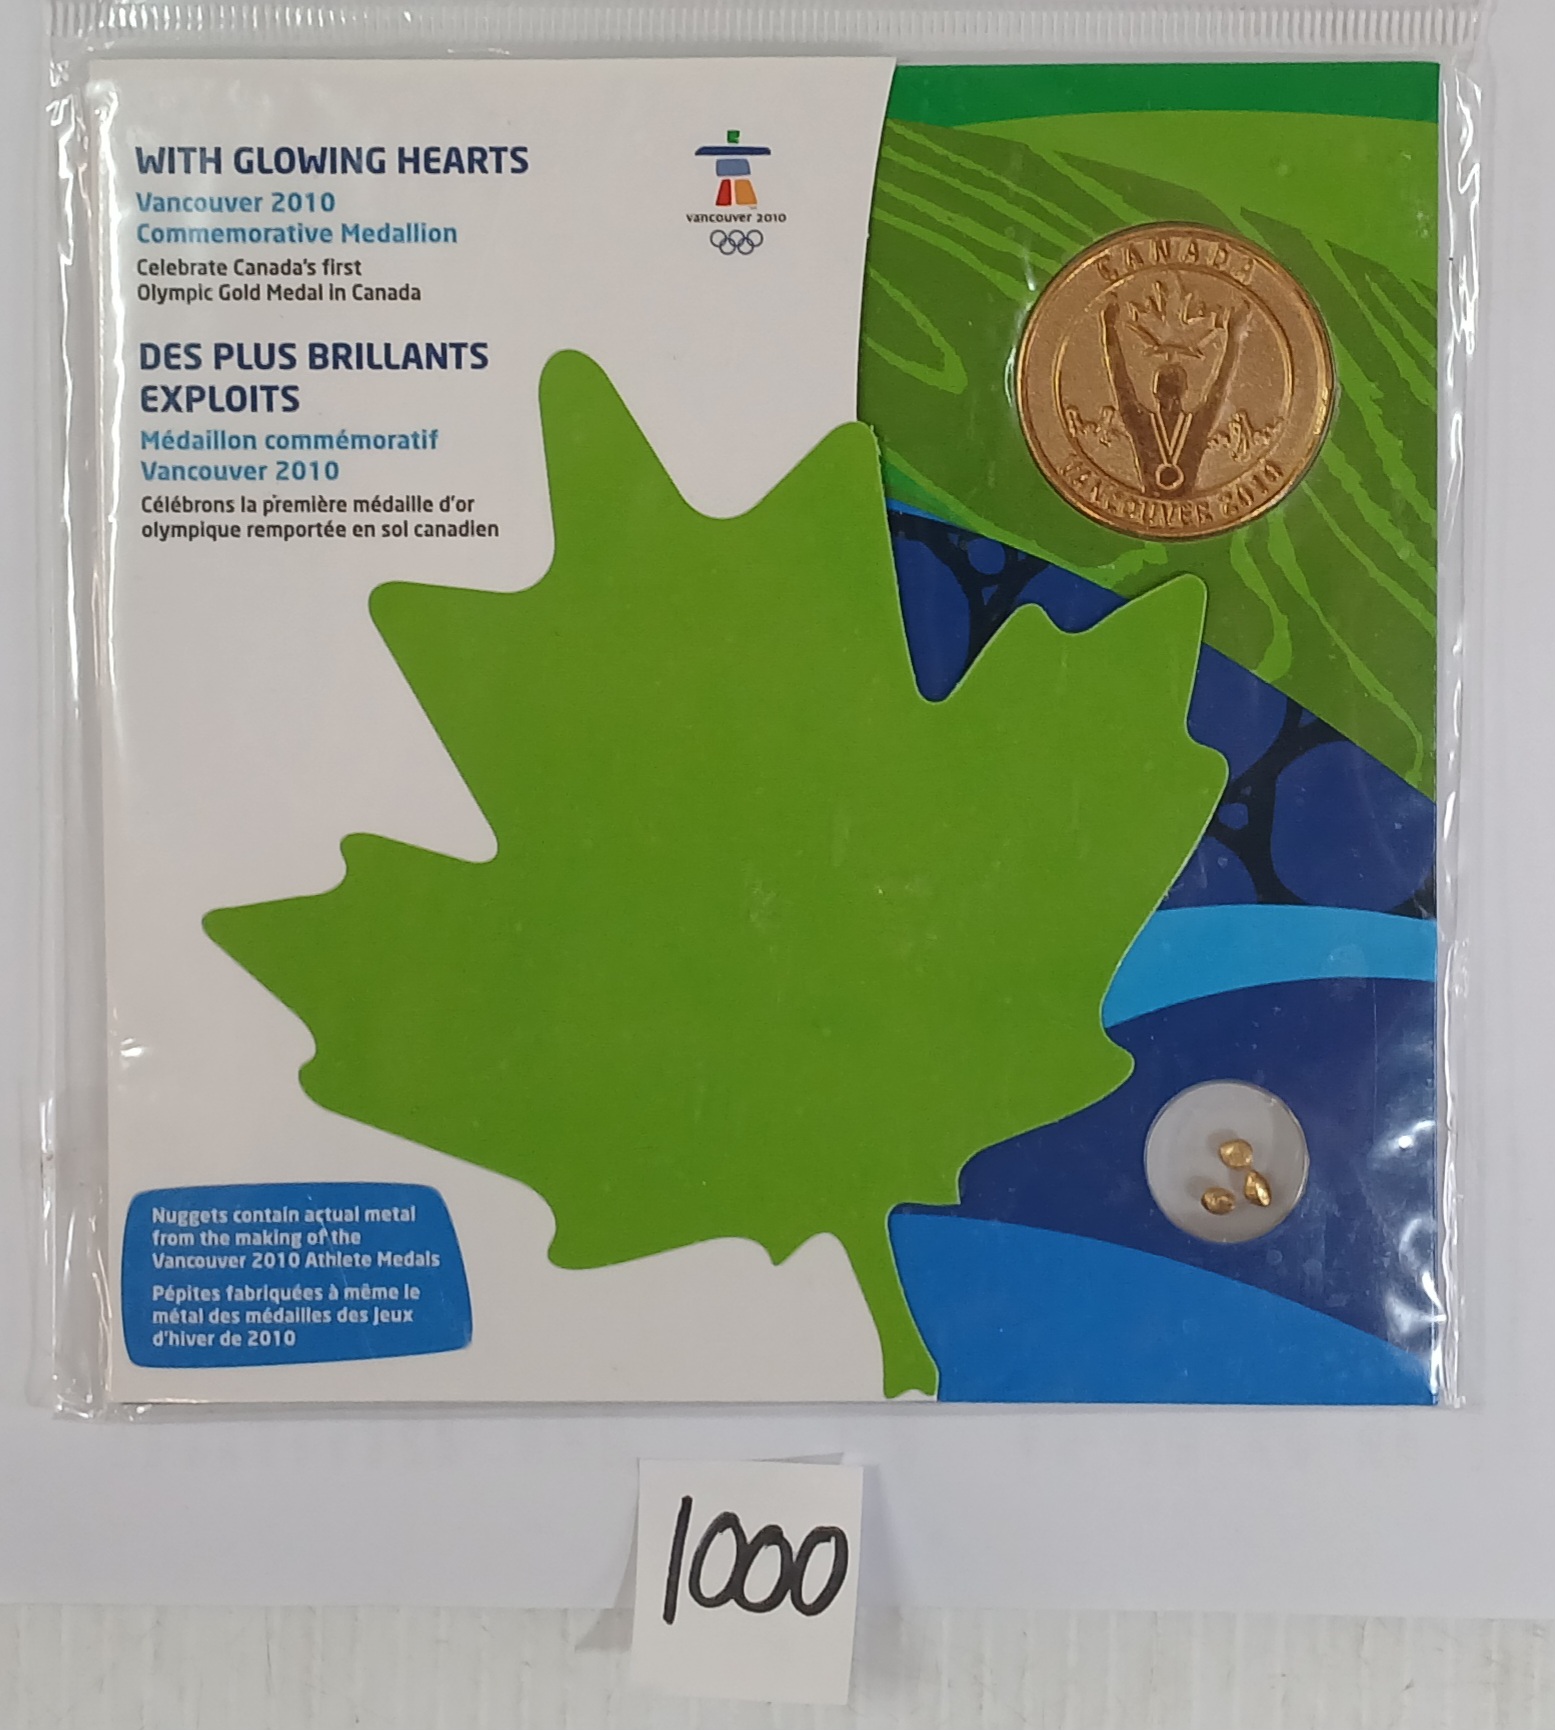 WITH GLOWING HEARTS
Vancouver 2010
Commemorative Medallion
Celebrate Canada's first
Olympic Gold Medal in Canada
DES PLUS BRILLANTS
EXPLOITS
Médaillon commémoratif
Vancouver 2010
Célébrons la première médaille d'or
olympique remportée en sol canadien
vancouver 2010
CANADA
VANCOUVER 2010
Nuggets contain actual metal
from the making of the
Vancouver 2010 Athlete Medals
Pépites fabriquées à même le
métal des médailles des Jeux
d'hiver de 2010
1000